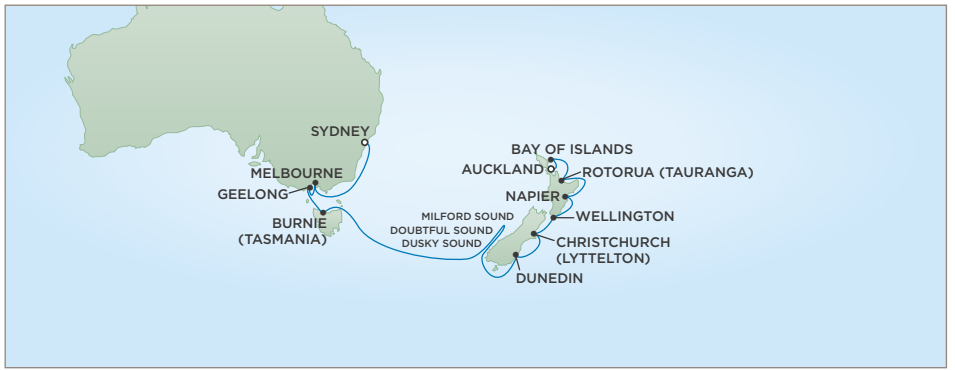 SYDNEY
MELBOURNE
GEELONG
BURNIE
(TASMANIA)
BAY OF ISLANDS
AUCKLAND
ROTORUA (TAURANGA)
NAPIER
WELLINGTON
MILFORD SOUND
DOUBTFUL SOUND
DUSKY SOUND
CHRISTCHURCH
(LYTTELTON)
DUNEDIN